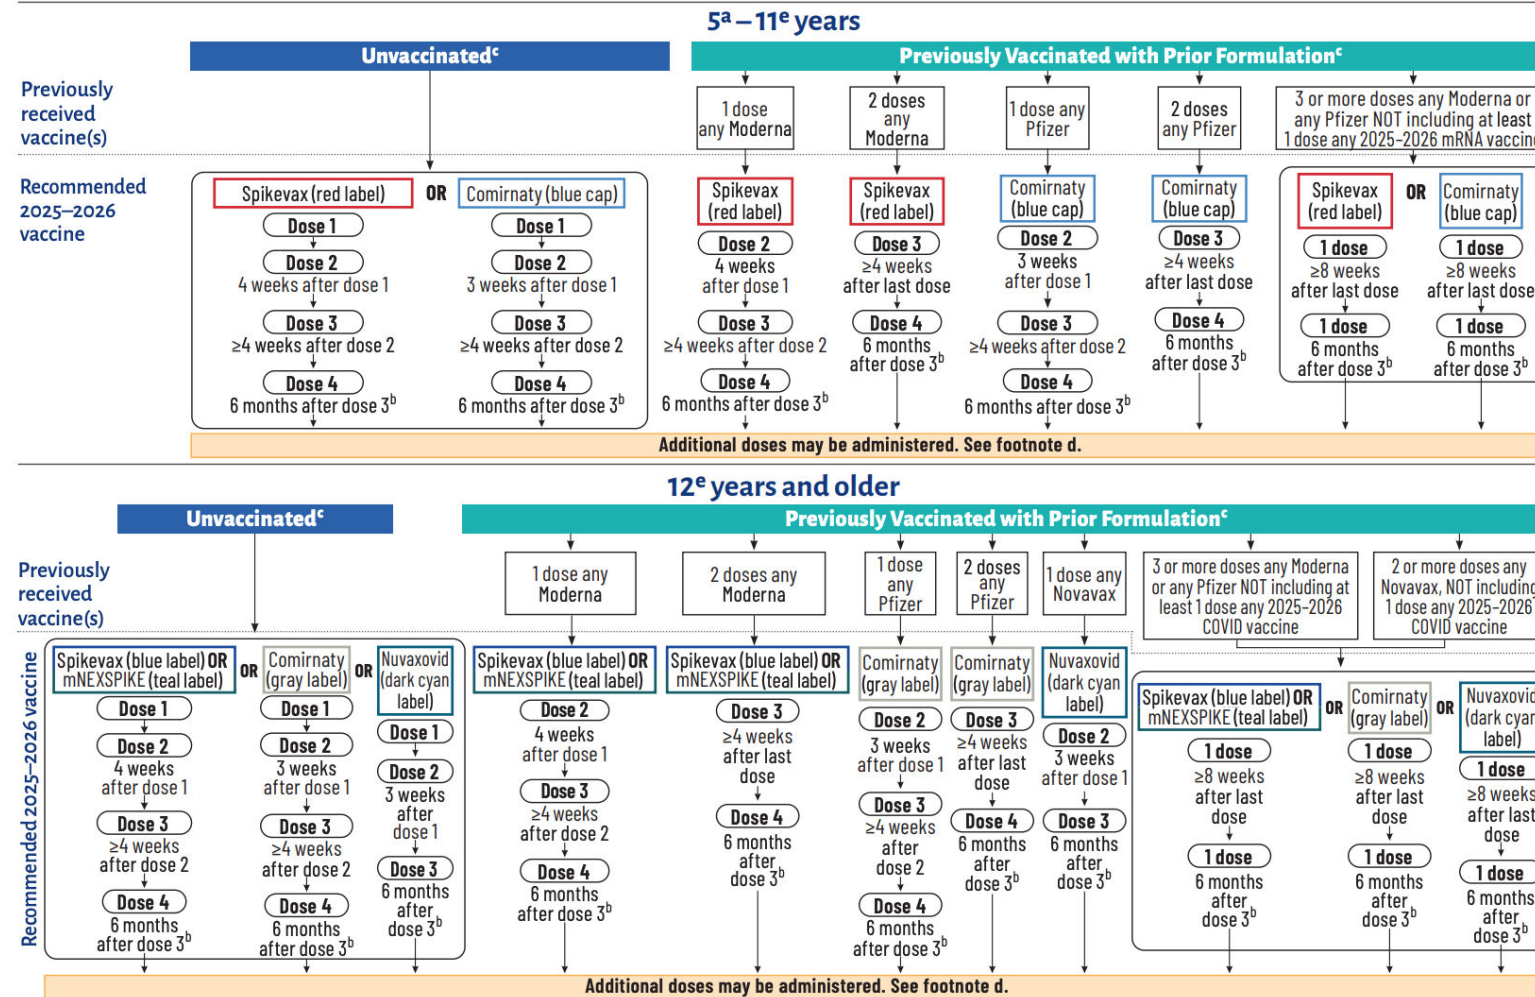 5ᵃ – 11ᵉ years
Unvaccinatedᶜ
Previously Vaccinated with Prior Formulationᶜ
Previously
received
vaccine(s)
1 dose
any Moderna
2 doses
any
Moderna
1 dose any
Pfizer
2 doses
any Pfizer
3 or more doses any Moderna or
any Pfizer NOT including at least
1 dose any 2025–2026 mRNA vaccine
Recommended
2025–2026
vaccine
Spikevax (red label)
OR
Comirnaty (blue cap)
Dose 1
Dose 2
4 weeks after dose 1
Dose 3
≥4 weeks after dose 2
Dose 4
6 months after dose 3ᵇ
Dose 1
Dose 2
3 weeks after dose 1
Dose 3
≥4 weeks after dose 2
Dose 4
6 months after dose 3ᵇ
Spikevax
(red label)
Dose 2
4 weeks
after dose 1
Dose 3
≥4 weeks after dose 2
Dose 4
6 months after dose 3ᵇ
Spikevax
(red label)
Dose 3
≥4 weeks
after last dose
Dose 4
6 months
after dose 3ᵇ
Comirnaty
(blue cap)
Dose 2
3 weeks
after dose 1
Dose 3
≥4 weeks after dose 2
Dose 4
6 months after dose 3ᵇ
Comirnaty
(blue cap)
Dose 3
≥4 weeks
after last dose
Dose 4
6 months
after dose 3ᵇ
Spikevax
(red label)
OR
Comirnaty
(blue cap)
1 dose
≥8 weeks
after last dose
1 dose
6 months
after dose 3ᵇ
1 dose
≥8 weeks
after last dose
1 dose
6 months
after dose 3ᵇ
Additional doses may be administered. See footnote d.
12ᵉ years and older
Unvaccinatedᶜ
Previously Vaccinated with Prior Formulationᶜ
Previously
received
vaccine(s)
1 dose any
Moderna
2 doses any
Moderna
1 dose
any
Pfizer
2 doses
any
Pfizer
1 dose any
Novavax
3 or more doses any Moderna
or any Pfizer NOT including at
least 1 dose any 2025–2026
COVID vaccine
2 or more doses any
Novavax, NOT including
1 dose any 2025–2026
COVID vaccine
Recommended 2025–2026 vaccine
Spikevax (blue label) OR
mNEXSPIKE (teal label)
OR
Comirnaty
(gray label)
OR
Nuvaxovid
(dark cyan
label)
Dose 1
Dose 2
4 weeks
after dose 1
Dose 3
≥4 weeks
after dose 2
Dose 4
6 months
after dose 3ᵇ
Dose 1
Dose 2
3 weeks
after dose 1
Dose 3
≥4 weeks
after dose 2
Dose 4
6 months
after dose 3ᵇ
Dose 1
Dose 2
3 weeks
after
dose 1
Dose 3
6 months
after
dose 3ᵇ
Spikevax (blue label) OR
mNEXSPIKE (teal label)
Dose 2
4 weeks
after dose 1
Dose 3
≥4 weeks
after dose 2
Dose 4
6 months
after dose 3ᵇ
Spikevax (blue label) OR
mNEXSPIKE (teal label)
Dose 3
≥4 weeks
after last
dose
Dose 4
6 months
after
dose 3ᵇ
Comirnaty
(gray label)
Dose 2
3 weeks
after dose 1
Dose 3
≥4 weeks
after
dose 2
Dose 4
6 months
after dose 3ᵇ
Comirnaty
(gray label)
Dose 3
≥4 weeks
after last
dose
Dose 4
6 months
after
dose 3ᵇ
Nuvaxovid
(dark cyan
label)
Dose 2
3 weeks
after dose 1
Dose 3
6 months
after
dose 3ᵇ
Spikevax (blue label) OR
mNEXSPIKE (teal label)
OR
Comirnaty
(gray label)
OR
Nuvaxovid
(dark cyan
label)
1 dose
≥8 weeks
after last
dose
1 dose
6 months
after
dose 3ᵇ
1 dose
≥8 weeks
after last
dose
1 dose
6 months
after
dose 3ᵇ
1 dose
≥8 weeks
after last
dose
1 dose
6 months
after
dose 3ᵇ
Additional doses may be administered. See footnote d.